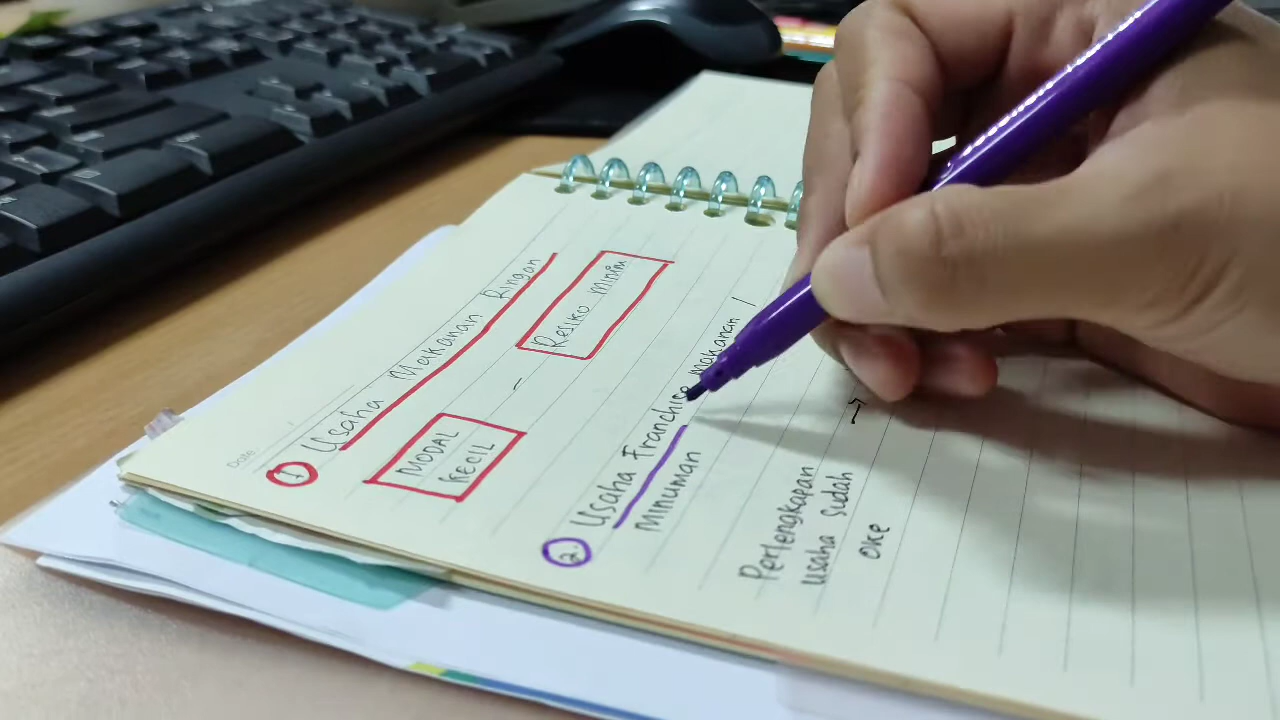 Date
1 Usaha Makanan Ringan
MODAL KECIL - Resiko minim
2. Usaha Franchise makanan /
Minuman
Perlengkapan →
usaha sudah
oke